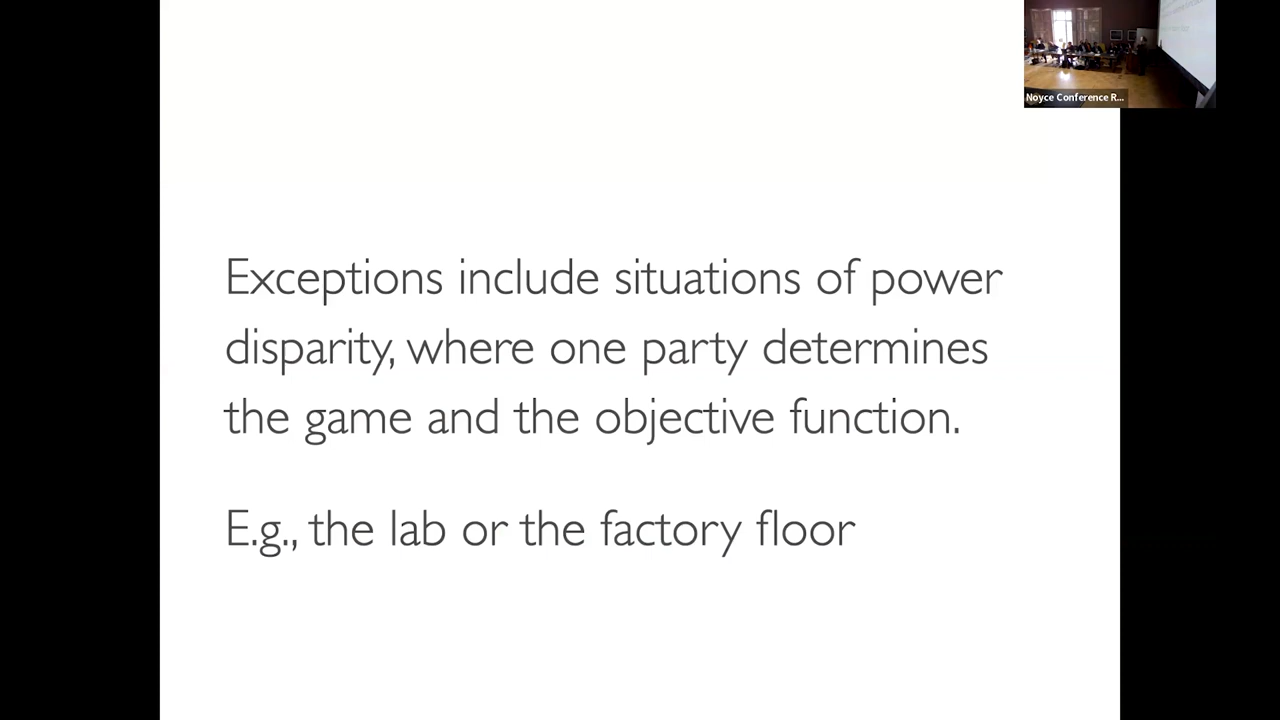 Noyce Conference R...
Exceptions include situations of power
disparity, where one party determines
the game and the objective function.
E.g., the lab or the factory floor